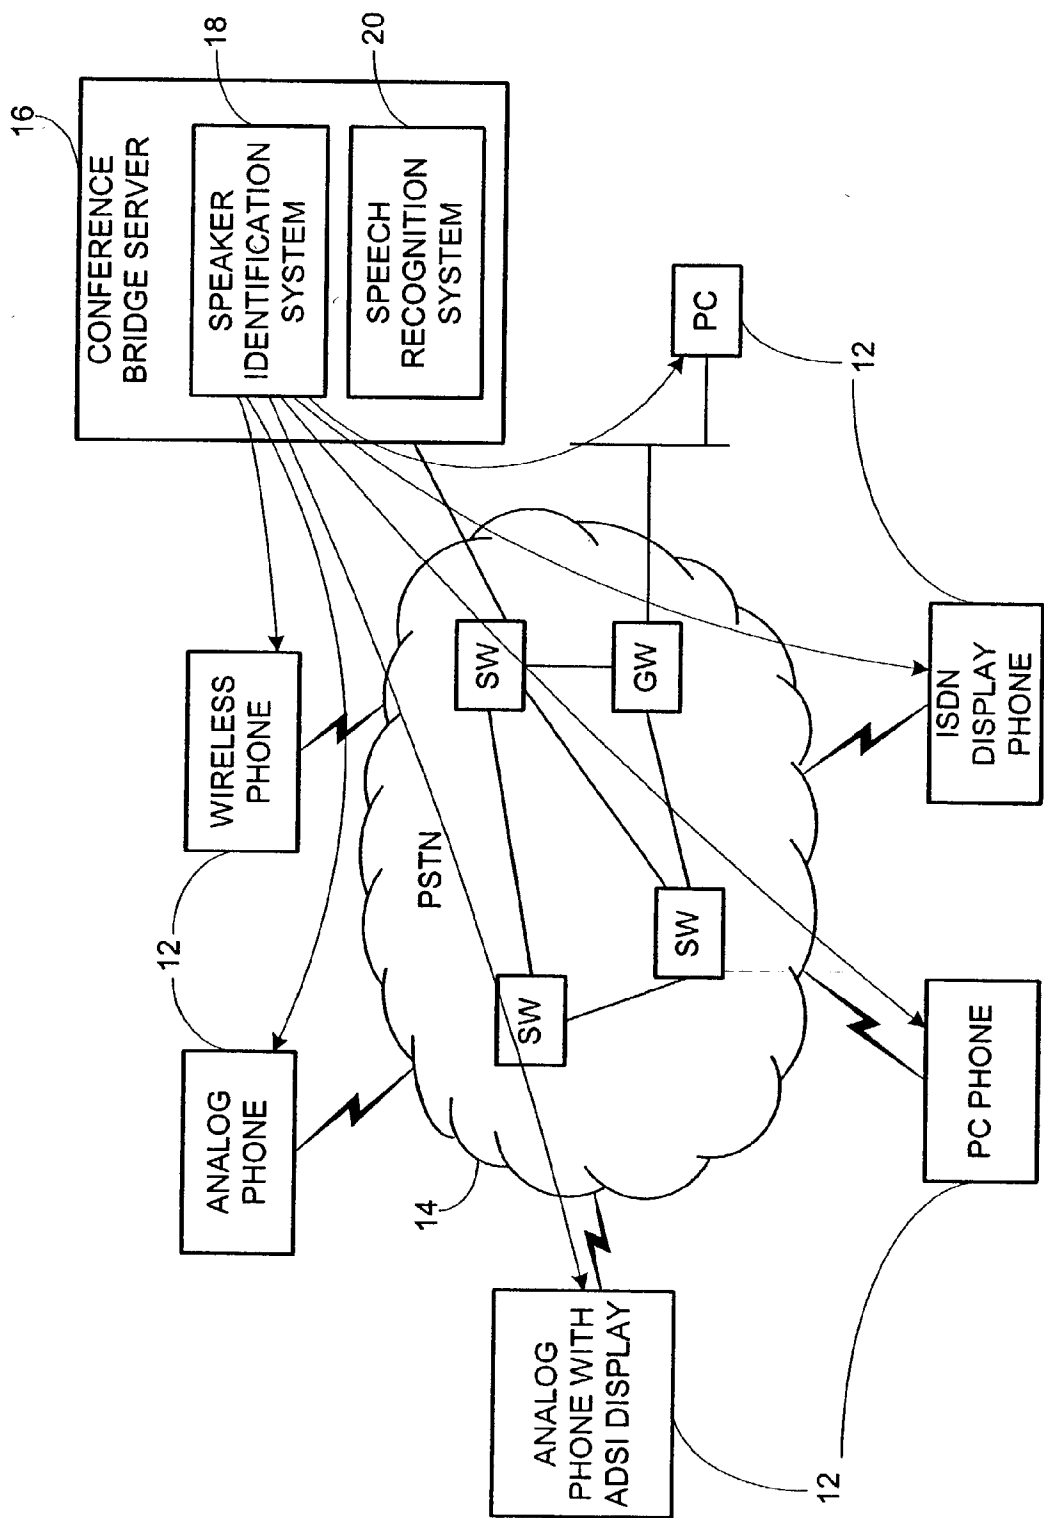 16
CONFERENCE
BRIDGE SERVER
18
SPEAKER
IDENTIFICATION
SYSTEM
20
SPEECH
RECOGNITION
SYSTEM
WIRELESS
PHONE
12
ANALOG
PHONE
PSTN
SW
GW
SW
SW
PC
12
14
ANALOG
PHONE WITH
ADSI DISPLAY
12
PC PHONE
ISDN
DISPLAY
PHONE